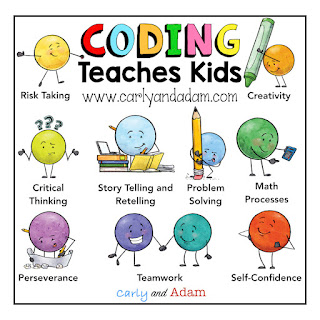 CODING
Teaches Kids
www.carlyandadam.com
Risk Taking
Creativity
???
Critical
Thinking
Story Telling and
Retelling
Problem
Solving
Math
Processes
Perseverance
Teamwork
Self-Confidence
Carly and Adam